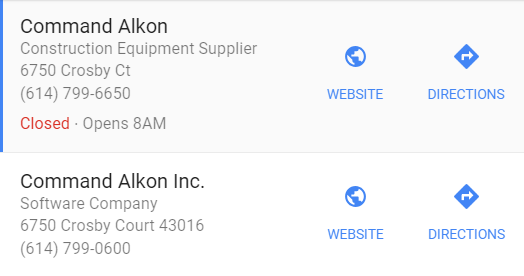 Command Alkon
Construction Equipment Supplier
6750 Crosby Ct
(614) 799-6650
Closed · Opens 8AM
WEBSITE
DIRECTIONS
Command Alkon Inc.
Software Company
6750 Crosby Court 43016
(614) 799-0600
WEBSITE
DIRECTIONS